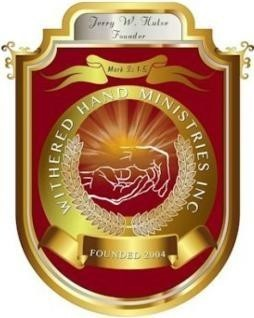 Jerry W. Hulse
Founder
Mark 3: 1-5
WITHERED HAND MINISTRIES INC
FOUNDED 2004